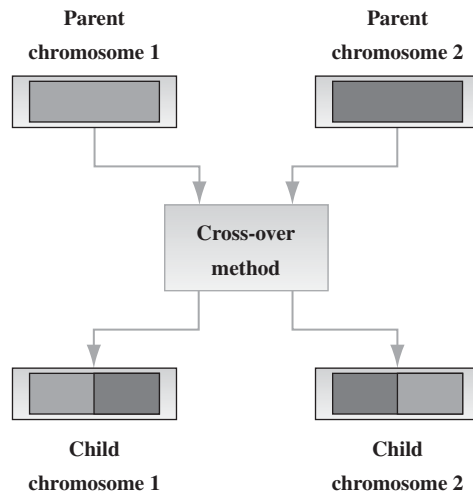 Parent
chromosome 1
Parent
chromosome 2
Cross-over
method
Child
chromosome 1
Child
chromosome 2